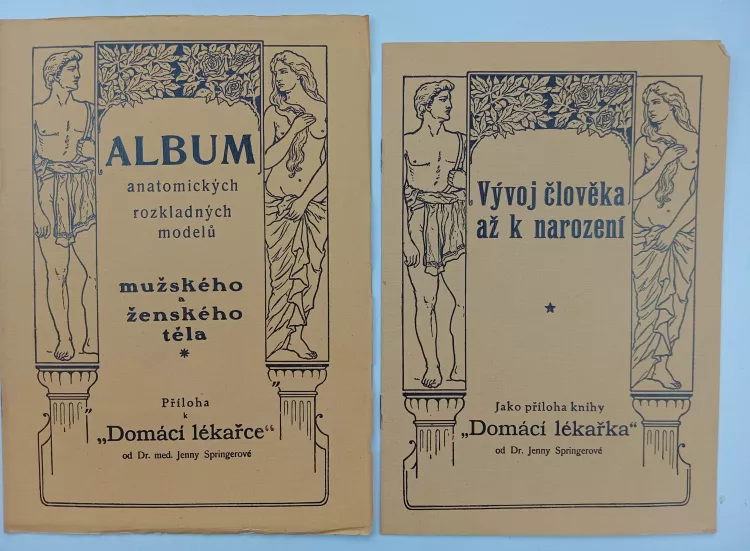 ALBUM
anatomických
rozkladných
modelů
mužského
a
ženského
těla
*
Příloha
k
„Domácí lékařce“
od Dr. med. Jenny Springerové
Vývoj člověka
až k narození
Jako příloha knihy
„Domácí lékařka“
od Dr. Jenny Springerové